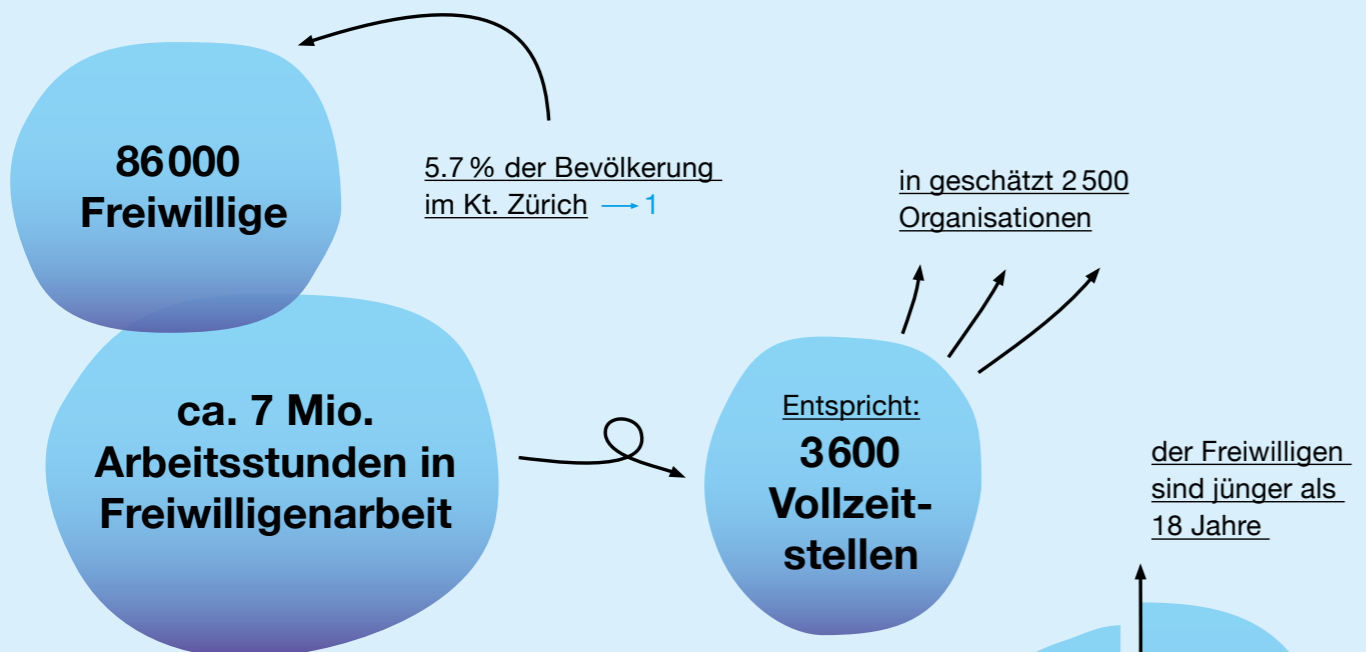 86 000
Freiwillige
5.7 % der Bevölkerung
im Kt. Zürich → 1
in geschätzt 2 500
Organisationen
ca. 7 Mio.
Arbeitsstunden in
Freiwilligenarbeit
Entspricht:
3600
Vollzeit-
stellen
der Freiwilligen
sind jünger als
18 Jahre